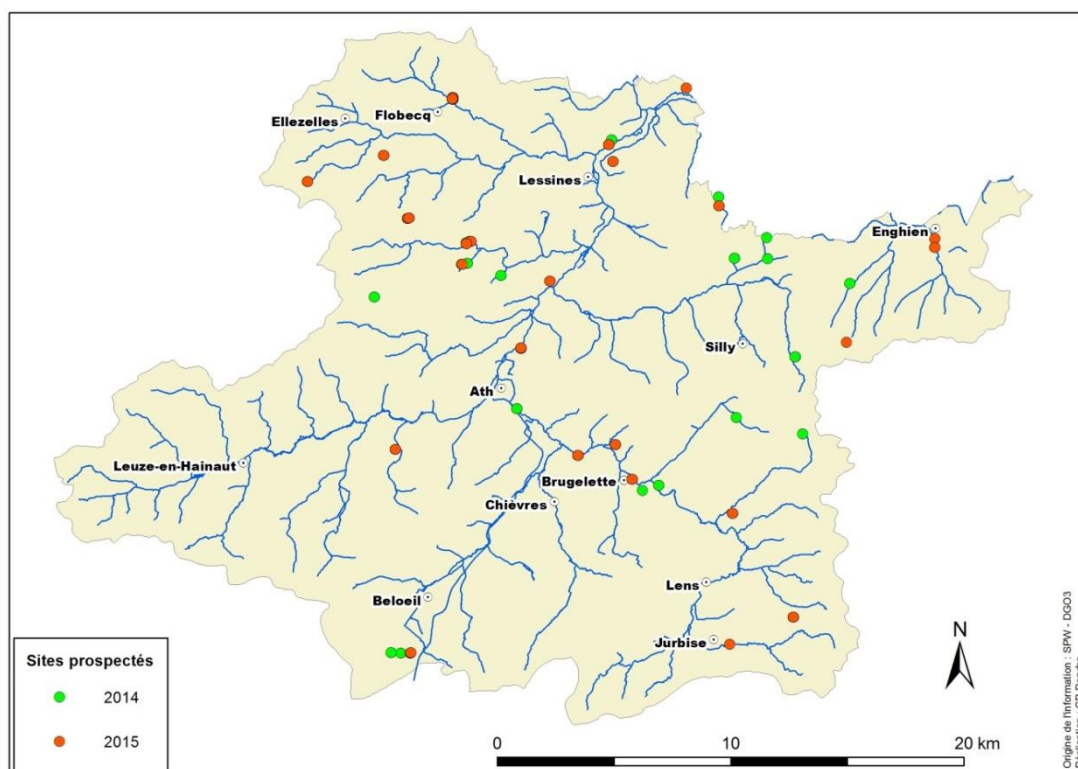 Flobecq
Ellezelles
Lessines
Enghien
Silly
Ath
Leuze-en-Hainaut
Brugelette
Chièvres
Lens
Beloeil
Jurbise
N
Sites prospectés
2014
2015
0 10 20 km
Origine de l'information : SPW - DGO3